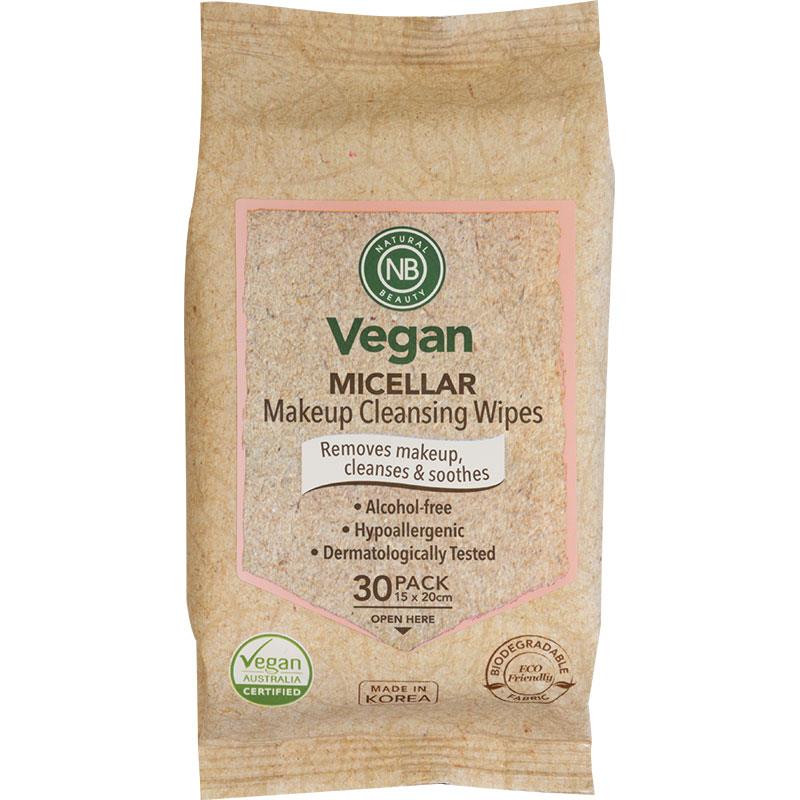 NATURAL
NB
BEAUTY
Vegan
MICELLAR
Makeup Cleansing Wipes
Removes makeup,
cleanses & soothes
• Alcohol-free
• Hypoallergenic
• Dermatologically Tested
30 PACK
15 x 20cm
OPEN HERE
Vegan
AUSTRALIA
CERTIFIED
MADE IN
KOREA
BIODEGRADABLE
ECO
Friendly
FABRIC